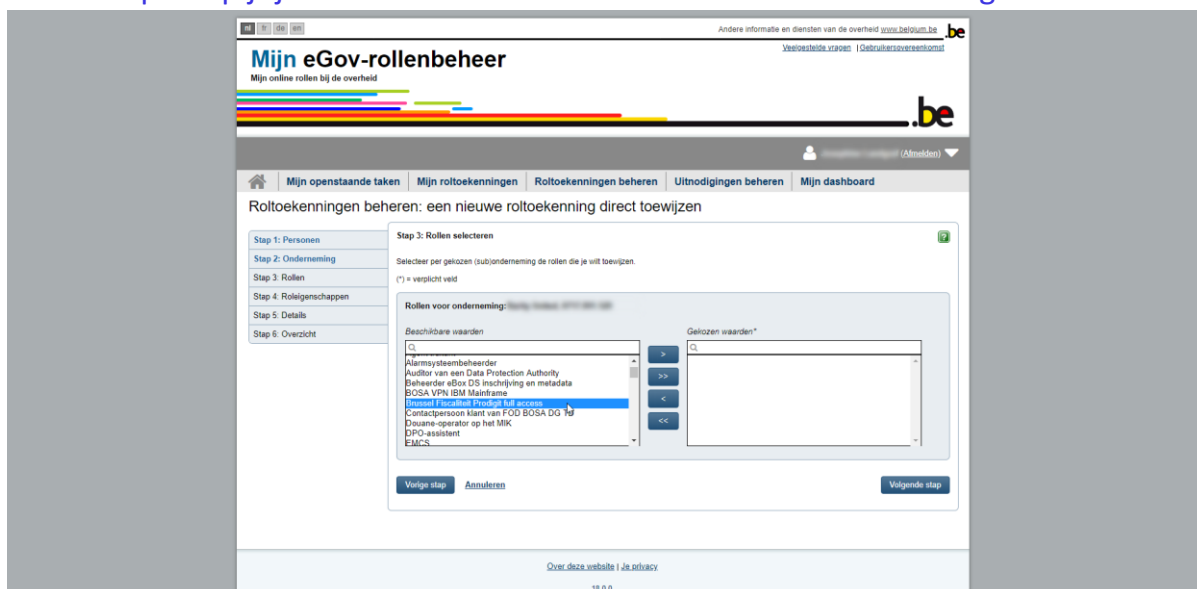 nl fr de en
Andere informatie en diensten van de overheid www.belgium.be .be
Mijn eGov-rollenbeheer
Mijn online rollen bij de overheid
Veelgestelde vragen | Gebruikersovereenkomst
.be
(Afmelden)
Mijn openstaande taken Mijn roltoekenningen Roltoekenningen beheren Uitnodigingen beheren Mijn dashboard
Roltoekenningen beheren: een nieuwe roltoekenning direct toewijzen
Stap 1: Personen
Stap 2: Onderneming
Stap 3: Rollen
Stap 4: Roleigenschappen
Stap 5: Details
Stap 6: Overzicht
Stap 3: Rollen selecteren
Selecteer per gekozen (sub)onderneming de rollen die je wilt toewijzen.
(*) = verplicht veld
Rollen voor onderneming:
Beschikbare waarden
Alarmsysteembeheerder
Auditor van een Data Protection Authority
Beheerder eBox DS inschrijving en metadata
BOSA VPN IBM Mainframe
Brussel Fiscaliteit Prodigit full access
Contactpersoon klant van FOD BOSA DG
Douane-operator op het MIK
DPO-assistent
EMCS
>
>>
<
<<
Gekozen waarden*
Vorige stap Annuleren Volgende stap
Over deze website | Je privacy